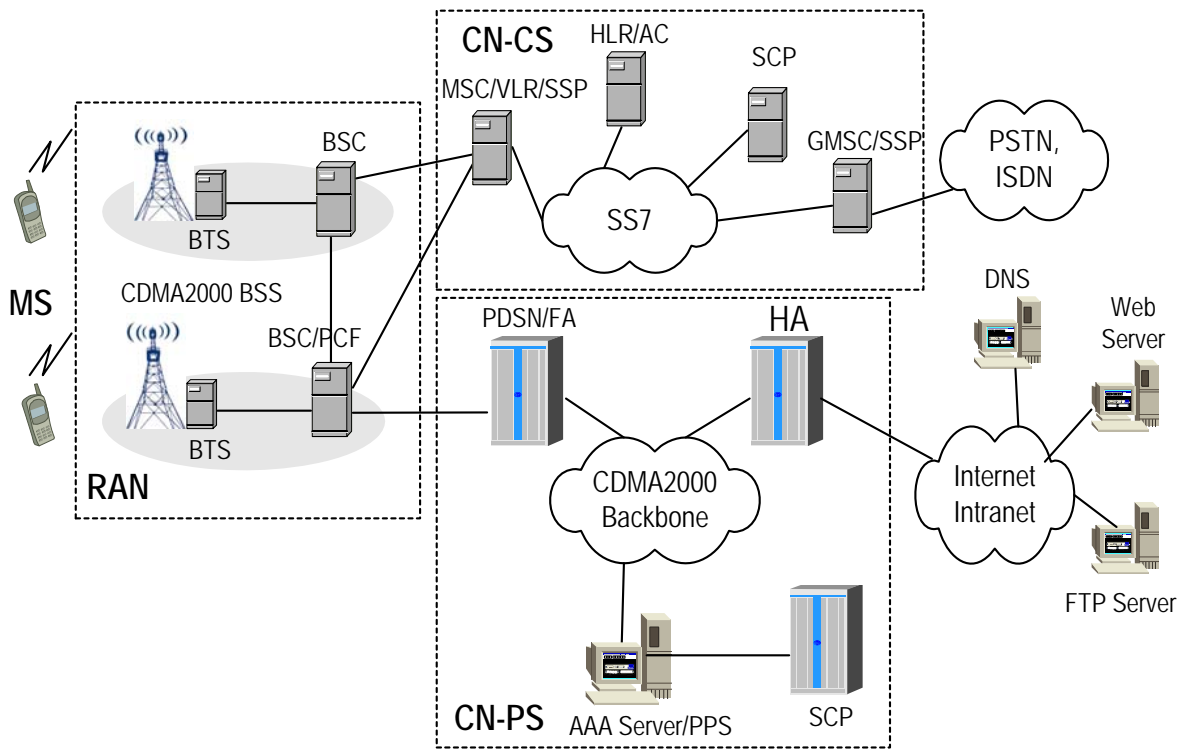 CN-CS
HLR/AC
SCP
MSC/VLR/SSP
GMSC/SSP
PSTN,
ISDN
SS7
BSC
BTS
MS
CDMA2000 BSS
BSC/PCF
BTS
RAN
PDSN/FA
HA
CDMA2000
Backbone
AAA Server/PPS
SCP
CN-PS
DNS
Web
Server
Internet
Intranet
FTP Server